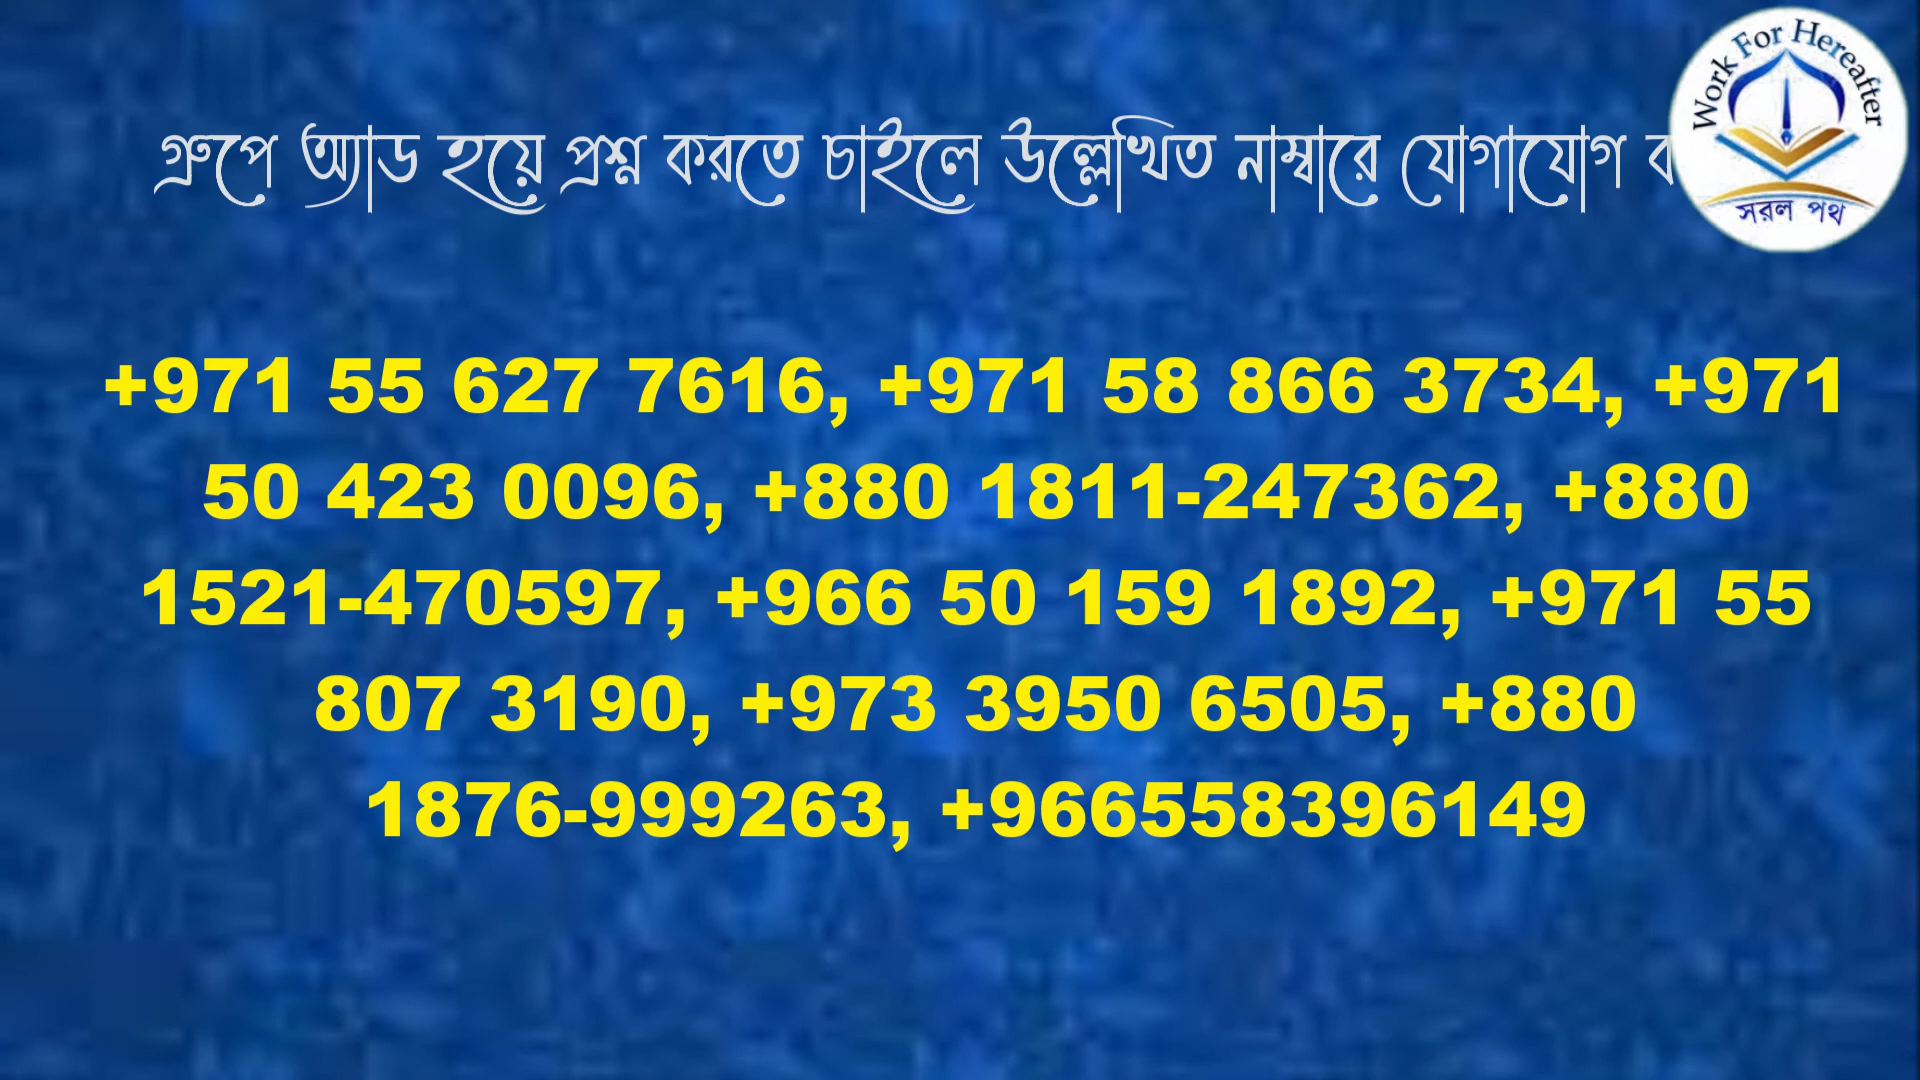 গ্রুপে অ্যাড হয়ে প্রশ্ন করতে চাইলে উল্লেখিত নাম্বারে যোগাযোগ
Work For Hereafter
সরল পথ
+971 55 627 7616, +971 58 866 3734, +971
50 423 0096, +880 1811-247362, +880
1521-470597, +966 50 159 1892, +971 55
807 3190, +973 3950 6505, +880
1876-999263, +966558396149